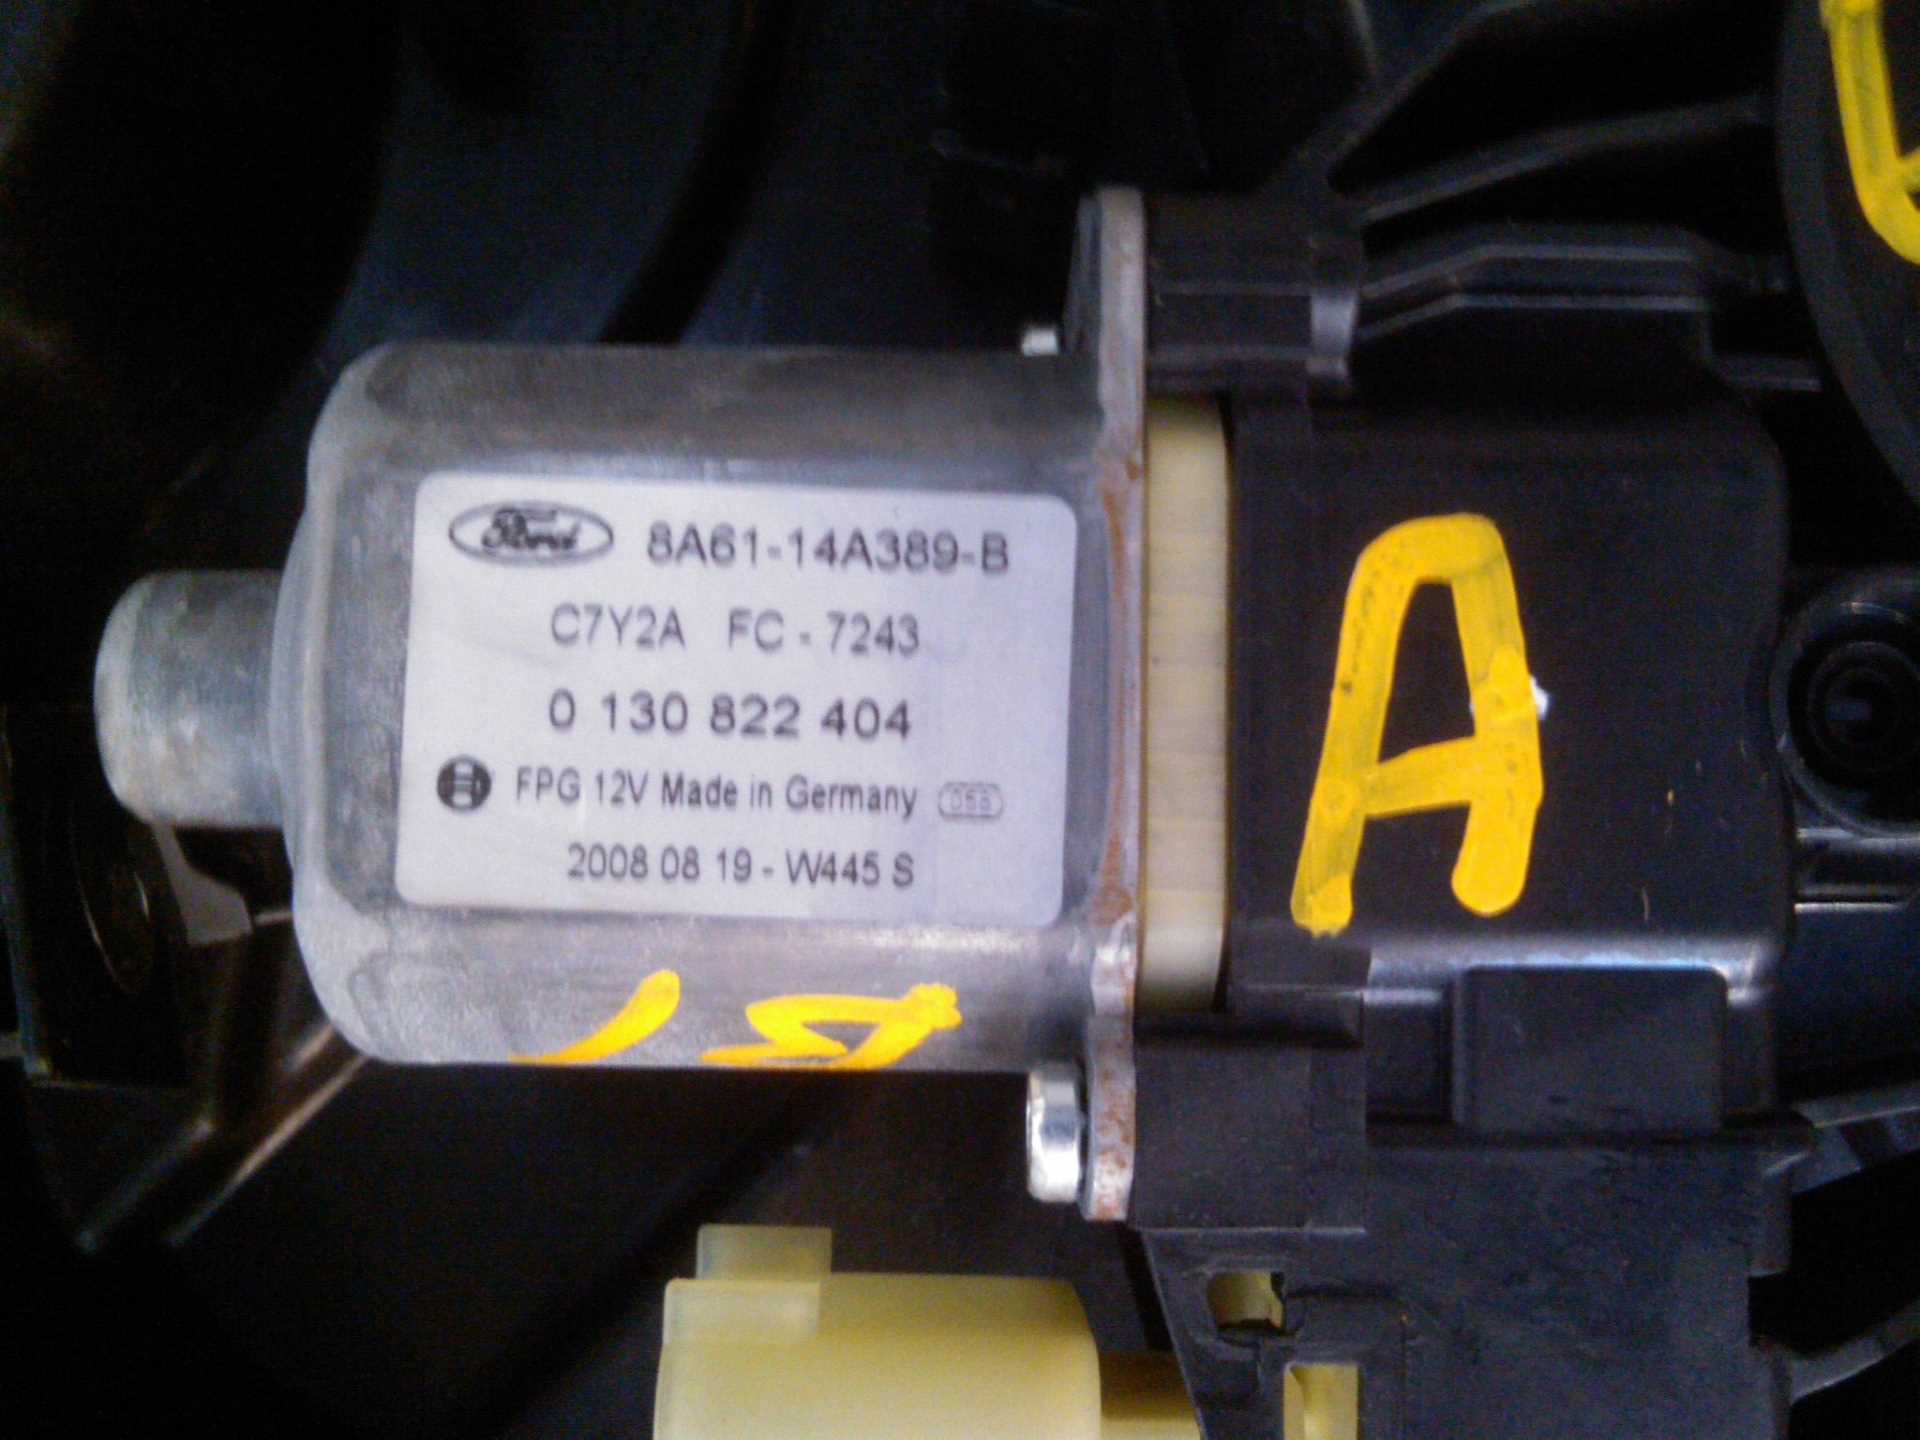 Ford 8A61-14A389-B
C7Y2A FC - 7243
0 130 822 404
FPG 12V Made in Germany
2008 08 19 - W445 S
A